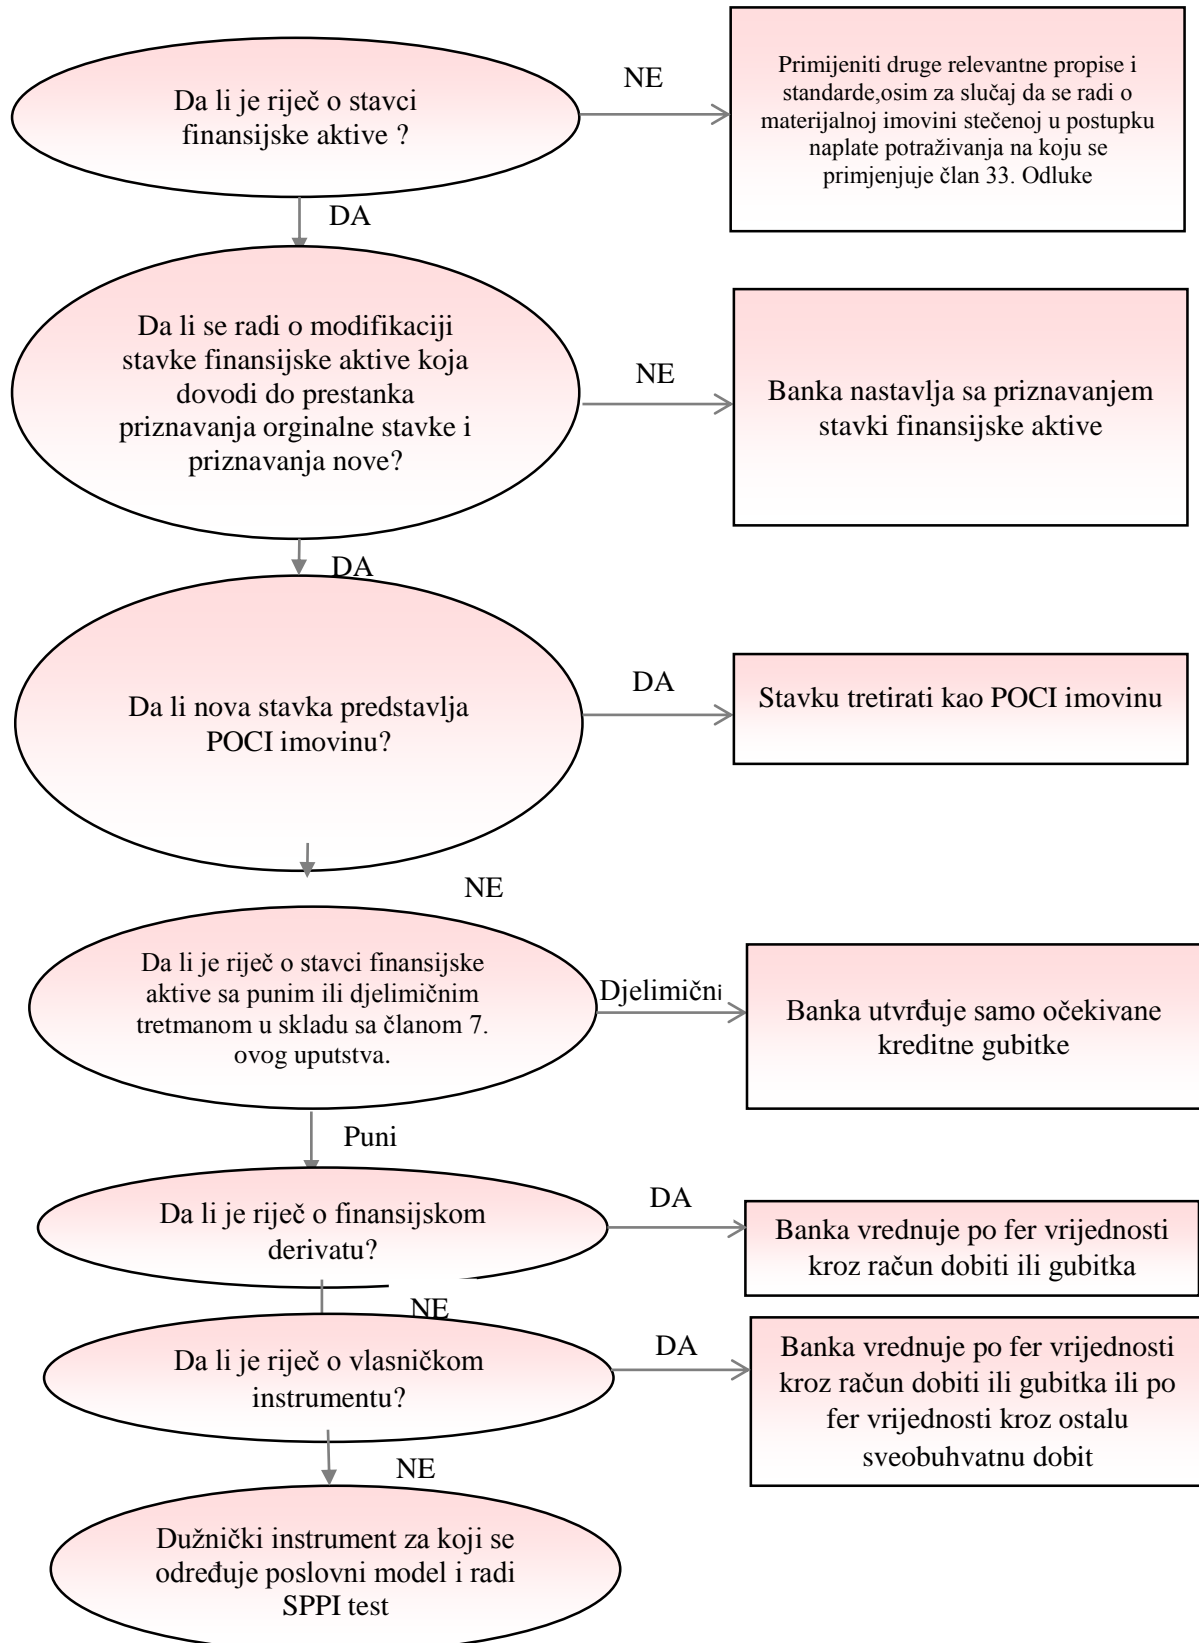 Da li je riječ o stavci
finansijske aktive ?
NE
Primijeniti druge relevantne propise i
standarde,osim za slučaj da se radi o
materijalnoj imovini stečenoj u postupku
naplate potraživanja na koju se
primjenjuje član 33. Odluke
DA
Da li se radi o modifikaciji
stavke finansijske aktive koja
dovodi do prestanka
priznavanja orginalne stavke i
priznavanja nove?
NE
Banka nastavlja sa priznavanjem
stavki finansijske aktive
DA
Da li nova stavka predstavlja
POCI imovinu?
DA
Stavku tretirati kao POCI imovinu
NE
Da li je riječ o stavci finansijske
aktive sa punim ili djelimičnim
tretmanom u skladu sa članom 7.
ovog uputstva.
Djelimični
Banka utvrđuje samo očekivane
kreditne gubitke
Puni
Da li je riječ o finansijskom
derivatu?
DA
Banka vrednuje po fer vrijednosti
kroz račun dobiti ili gubitka
NE
Da li je riječ o vlasničkom
instrumentu?
DA
Banka vrednuje po fer vrijednosti
kroz račun dobiti ili gubitka ili po
fer vrijednosti kroz ostalu
sveobuhvatnu dobit
NE
Dužnički instrument za koji se
određuje poslovni model i radi
SPPI test